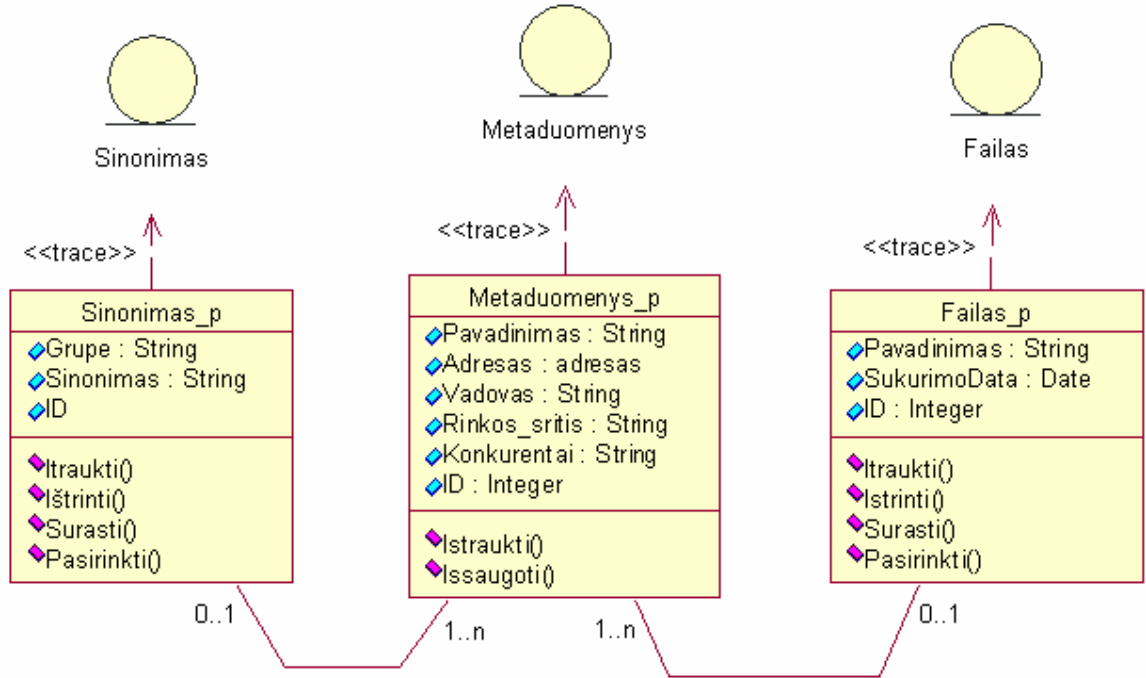 Sinonimas
Metaduomenys
Failas
<<trace>>
<<trace>>
<<trace>>
Sinonimas_p
Grupe : String
Sinonimas : String
ID
Itraukti()
Ištrinti()
Surasti()
Pasirinkti()
Metaduomenys_p
Pavadinimas : String
Adresas : adresas
Vadovas : String
Rinkos_sritis : String
Konkurentai : String
ID : Integer
Istraukti()
Issaugoti()
Failas_p
Pavadinimas : String
SukurimoData : Date
ID : Integer
Itraukti()
Istrinti()
Surasti()
Pasirinkti()
0..1
1..n
1..n
0..1